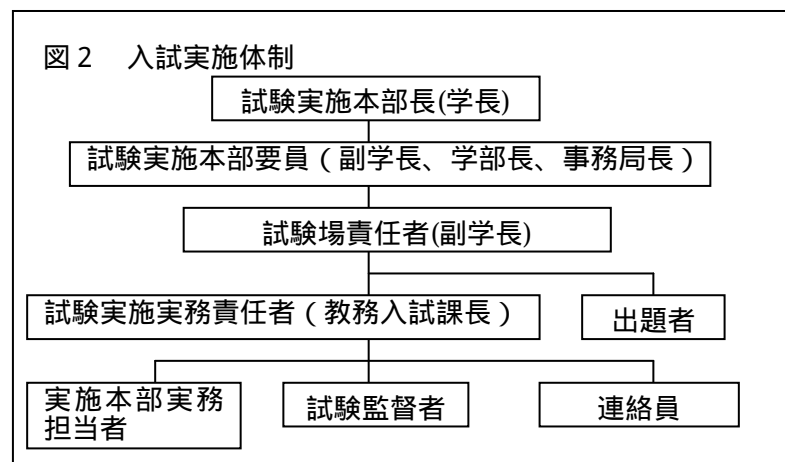 図2　入試実施体制
試験実施本部長(学長)
試験実施本部要員（副学長、学部長、事務局長）
試験場責任者(副学長)
試験実施実務責任者（教務入試課長）
出題者
実施本部実務
担当者
試験監督者
連絡員